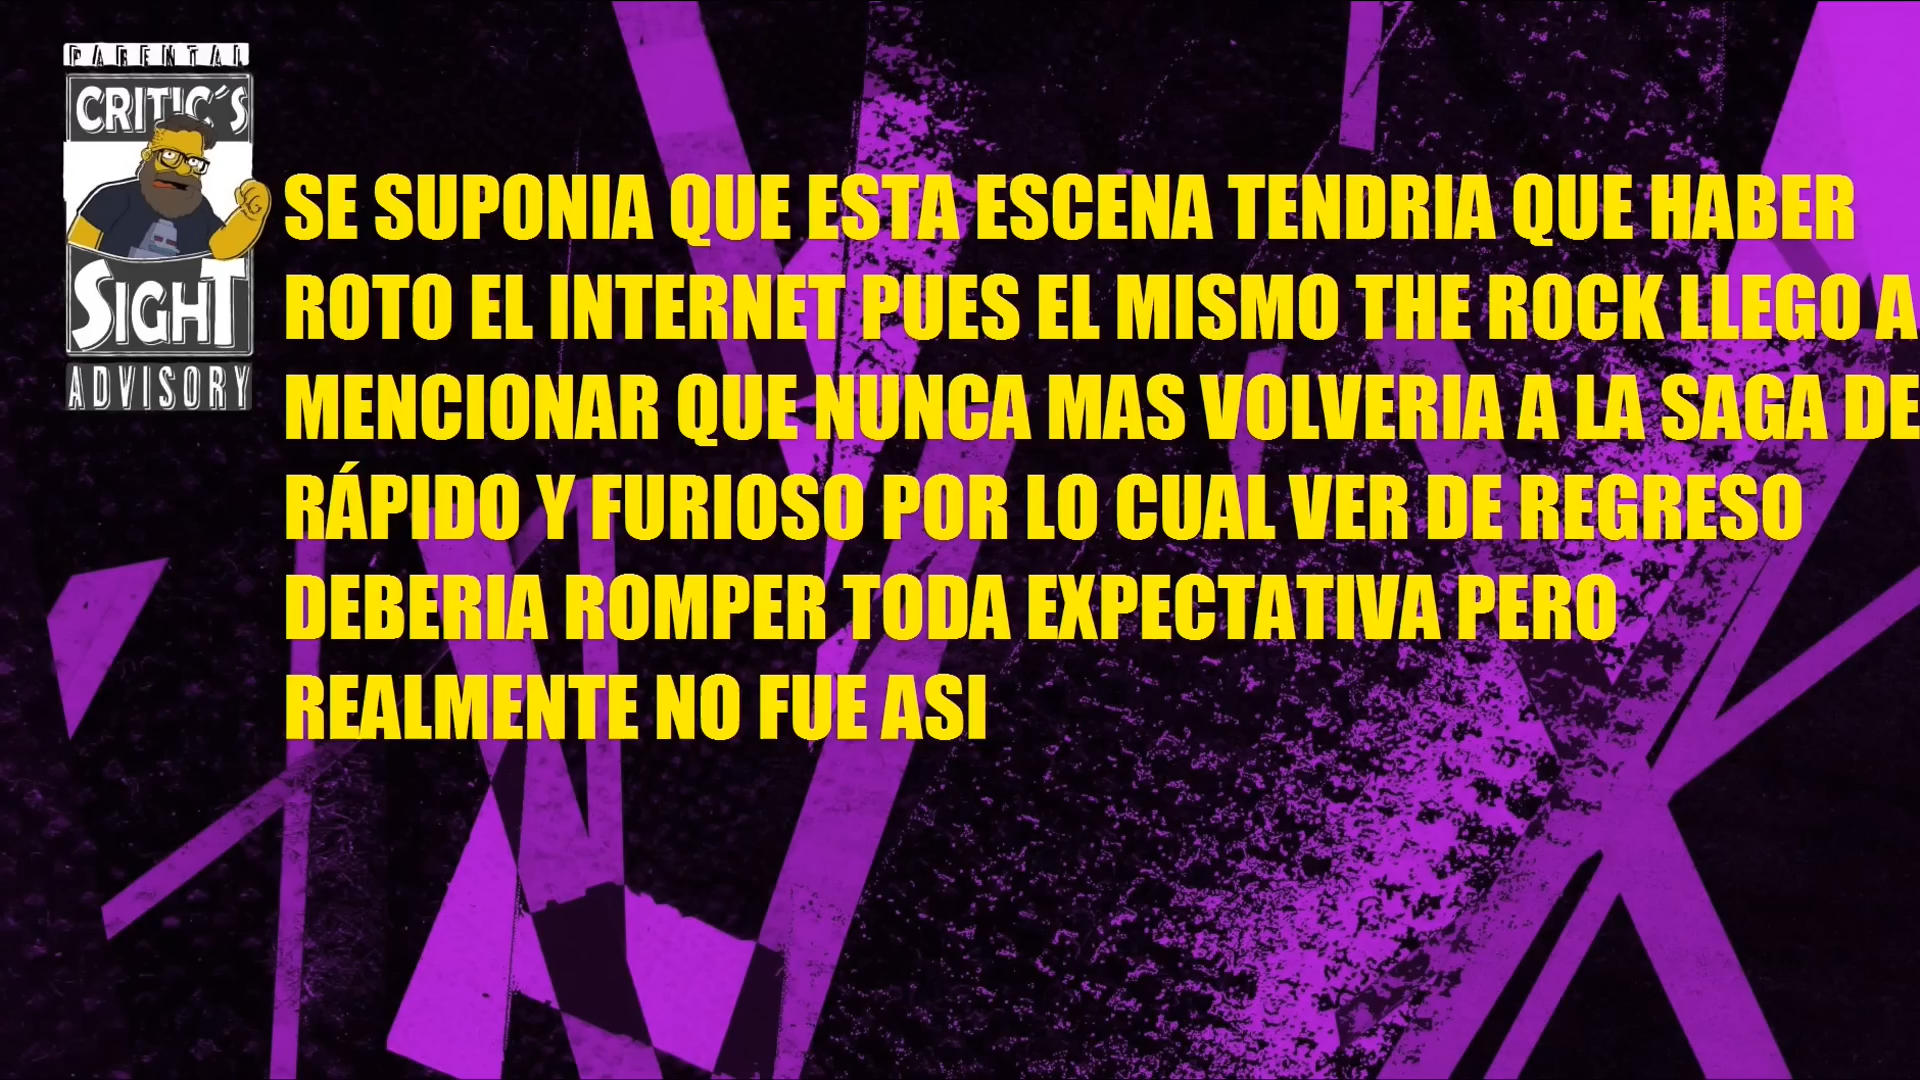 PARENTAL
CRITIC´S
SIGHT
ADVISORY
SE SUPONIA QUE ESTA ESCENA TENDRIA QUE HABER
ROTO EL INTERNET PUES EL MISMO THE ROCK LLEGO A
MENCIONAR QUE NUNCA MAS VOLVERIA A LA SAGA DE
RÁPIDO Y FURIOSO POR LO CUAL VER DE REGRESO
DEBERIA ROMPER TODA EXPECTATIVA PERO
REALMENTE NO FUE ASI